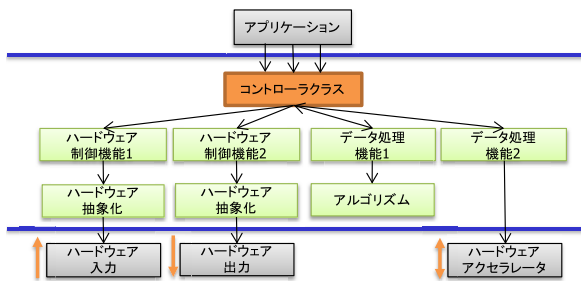 アプリケーション
コントローラクラス
ハードウェア
制御機能1
ハードウェア
制御機能2
データ処理
機能1
データ処理
機能2
ハードウェア
抽象化
ハードウェア
抽象化
アルゴリズム
ハードウェア
入力
ハードウェア
出力
ハードウェア
アクセラレータ